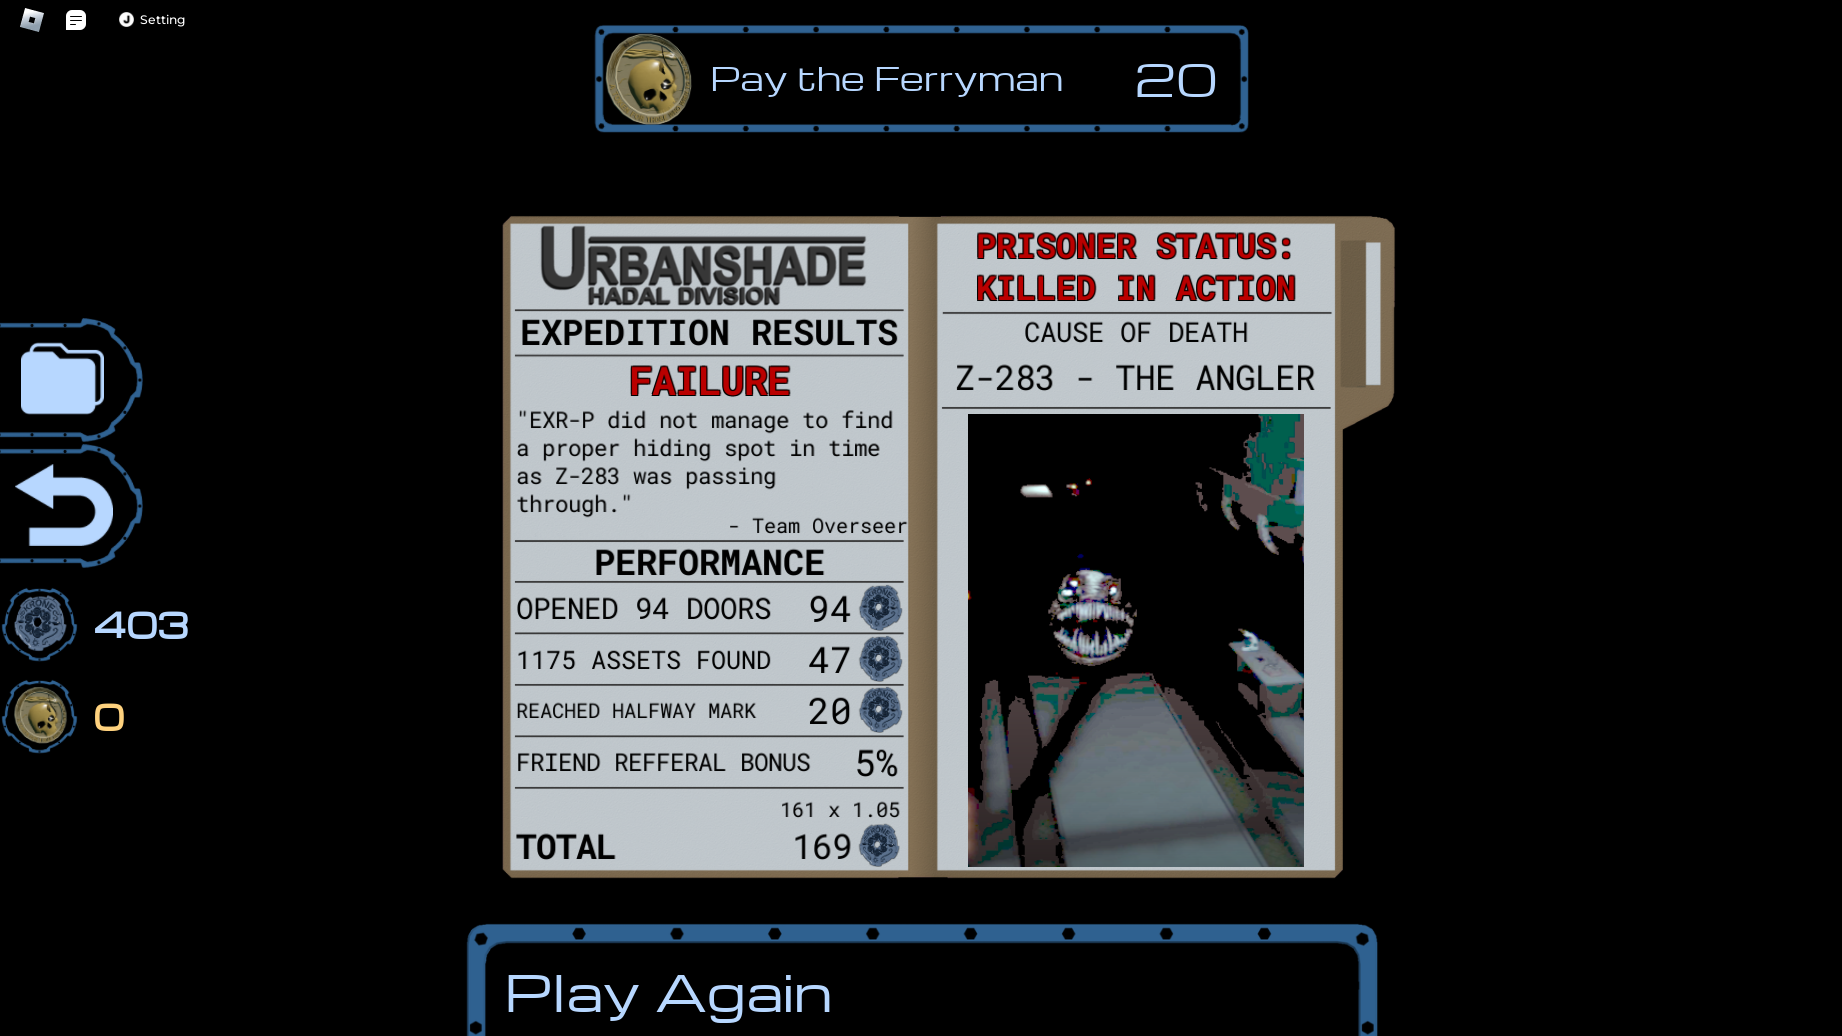 Setting
Pay the Ferryman 20
URBANSHADE
HADAL DIVISION
EXPEDITION RESULTS
FAILURE
"EXR-P did not manage to find
a proper hiding spot in time
as Z-283 was passing
through."
- Team Overseer
PERFORMANCE
OPENED 94 DOORS 94
1175 ASSETS FOUND 47
REACHED HALFWAY MARK 20
FRIEND REFFERAL BONUS 5%
161 x 1.05
TOTAL 169
PRISONER STATUS:
KILLED IN ACTION
CAUSE OF DEATH
Z-283 - THE ANGLER
403
0
Play Again